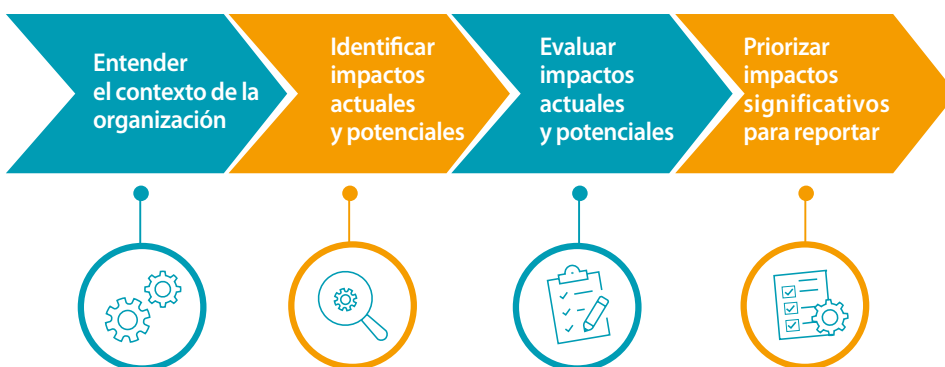 Entender
el contexto de la
organización
Identificar
impactos
actuales
y potenciales
Evaluar
impactos
actuales
y potenciales
Priorizar
impactos
significativos
para reportar